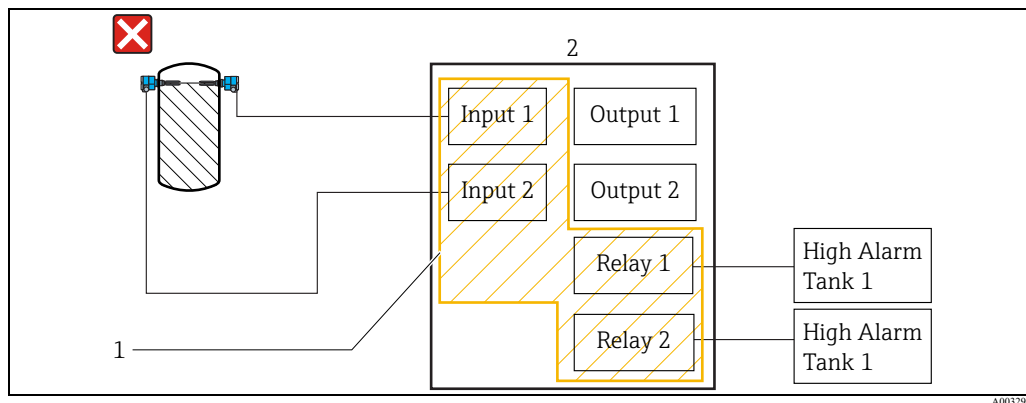 2
Input 1
Output 1
Input 2
Output 2
Relay 1
High Alarm
Tank 1
Relay 2
High Alarm
Tank 1
1
A00329